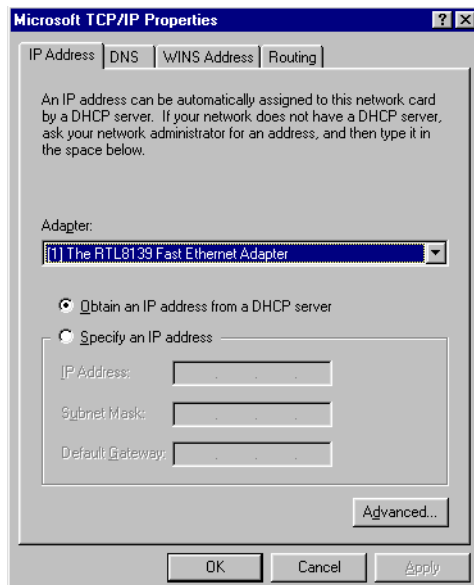 Microsoft TCP/IP Properties
? X
IP Address DNS WINS Address Routing
An IP address can be automatically assigned to this network card
by a DHCP server. If your network does not have a DHCP server,
ask your network administrator for an address, and then type it in
the space below.
Adapter:
[1] The RTL8139 Fast Ethernet Adapter
Obtain an IP address from a DHCP server
Specify an IP address
IP Address:
Subnet Mask:
Default Gateway:
Advanced...
OK Cancel Apply